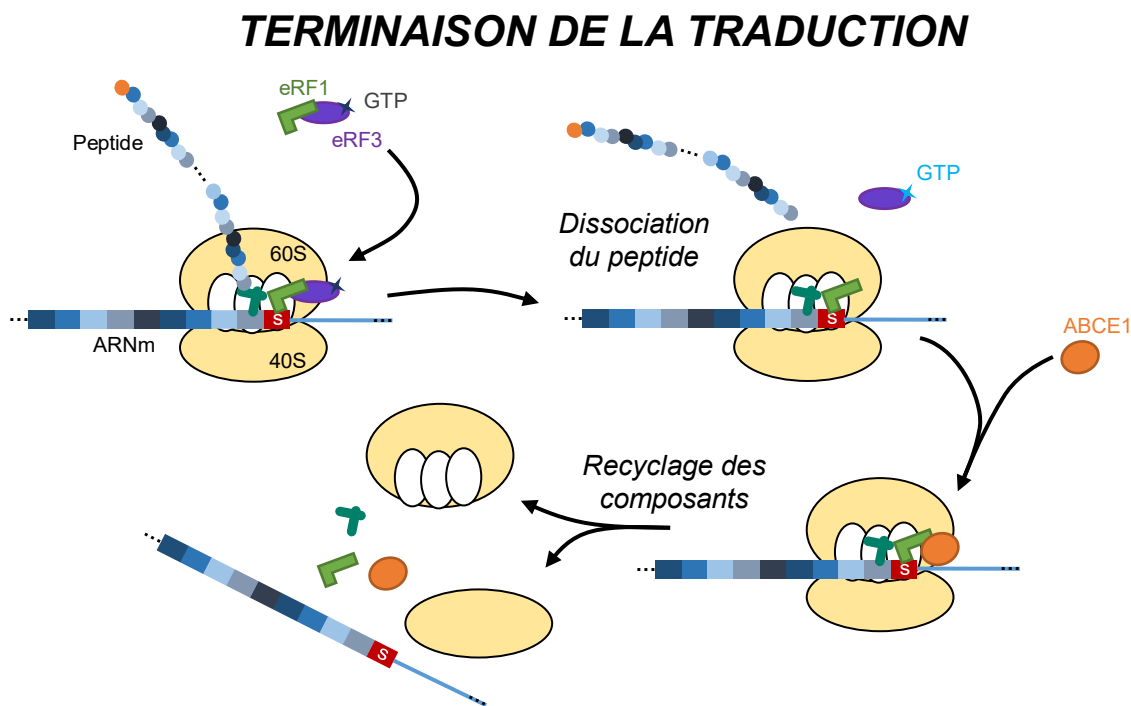 TERMINAISON DE LA TRADUCTION
eRF1
GTP
eRF3
Peptide
60S
S
ARNm
40S
Dissociation
du peptide
GTP
S
ABCE1
S
Recyclage des
composants
S